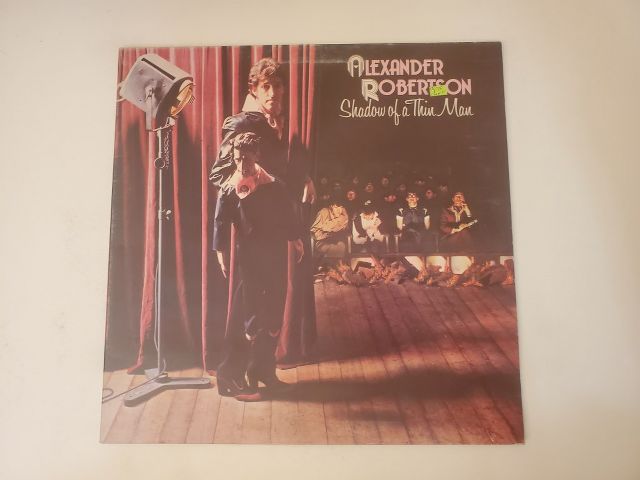 ALEXANDER
ROBERTSON
Shadow of a Thin Man